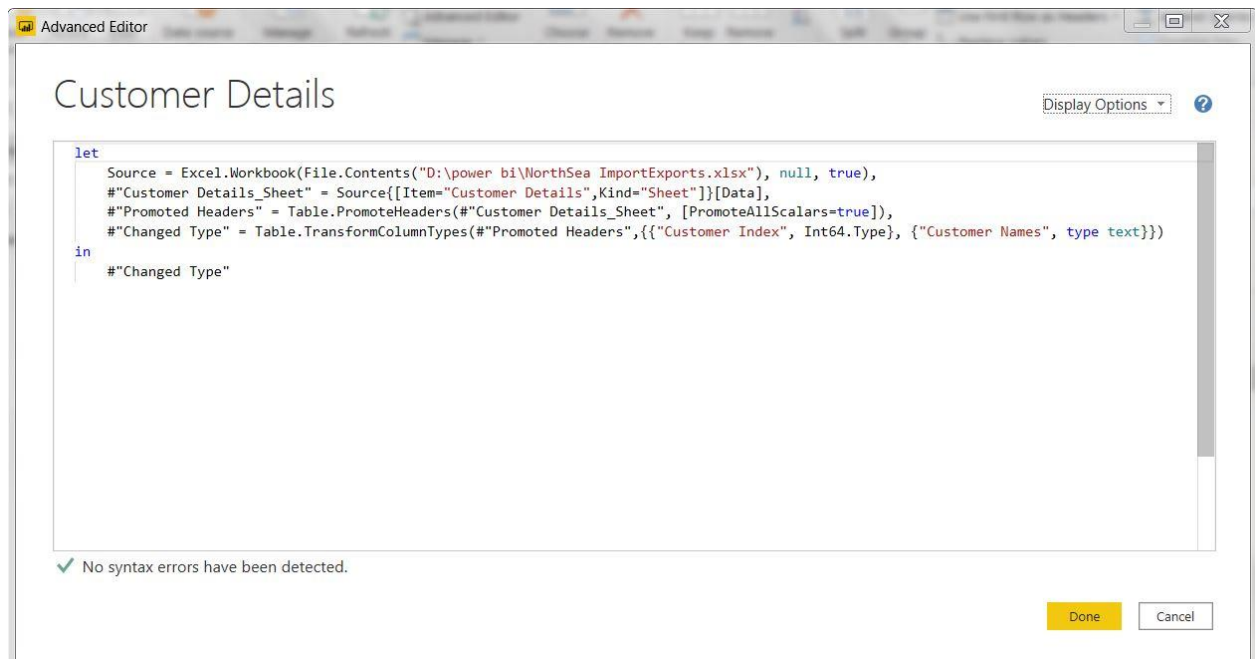 Advanced Editor
Customer Details
Display Options
let
    Source = Excel.Workbook(File.Contents("D:\power bi\NorthSea ImportExports.xlsx"), null, true),
    #"Customer Details_Sheet" = Source{[Item="Customer Details",Kind="Sheet"]}[Data],
    #"Promoted Headers" = Table.PromoteHeaders(#"Customer Details_Sheet", [PromoteAllScalars=true]),
    #"Changed Type" = Table.TransformColumnTypes(#"Promoted Headers",{{"Customer Index", Int64.Type}, {"Customer Names", type text}})
in
    #"Changed Type"
No syntax errors have been detected.
Done Cancel